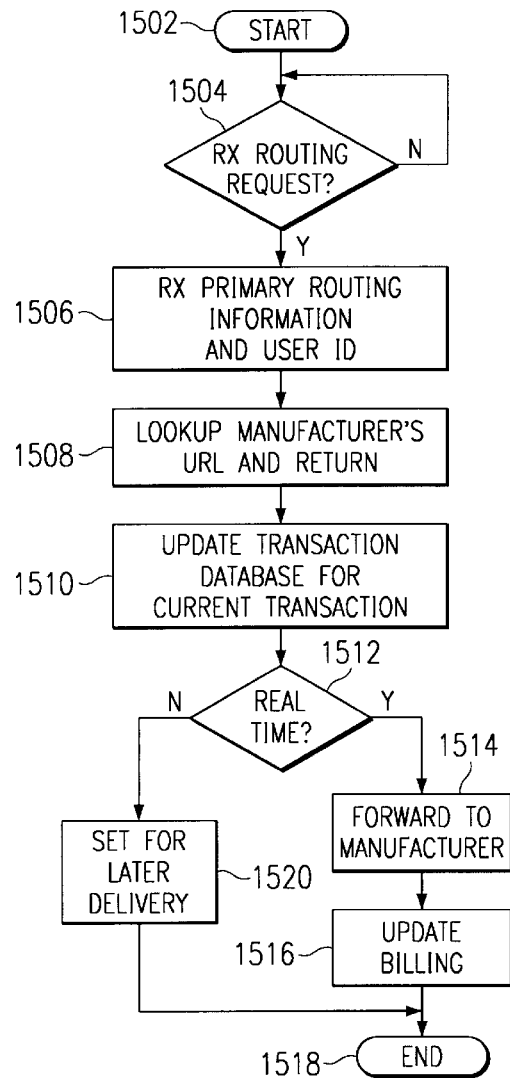 1502
START
1504
RX ROUTING
REQUEST?
N
Y
1506
RX PRIMARY ROUTING
INFORMATION
AND USER ID
1508
LOOKUP MANUFACTURER'S
URL AND RETURN
1510
UPDATE TRANSACTION
DATABASE FOR
CURRENT TRANSACTION
1512
N
REAL
TIME?
Y
1514
FORWARD TO
MANUFACTURER
SET FOR
LATER
DELIVERY
1520
1516
UPDATE
BILLING
1518
END